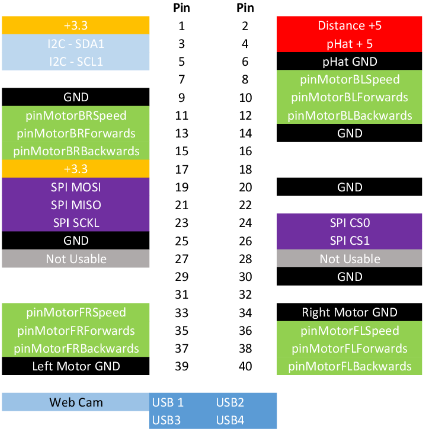 Pin Pin
+3.3 1 2 Distance +5
I2C - SDA1 3 4 pHat + 5
I2C - SCL1 5 6 pHat GND
7 8 pinMotorBLSpeed
GND 9 10 pinMotorBLForwards
pinMotorBRSpeed 11 12 pinMotorBLBackwards
pinMotorBRForwards 13 14 GND
pinMotorBRBackwards 15 16
+3.3 17 18
SPI MOSI 19 20 GND
SPI MISO 21 22
SPI SCKL 23 24 SPI CS0
GND 25 26 SPI CS1
Not Usable 27 28 Not Usable
29 30 GND
31 32
pinMotorFRSpeed 33 34 Right Motor GND
pinMotorFRForwards 35 36 pinMotorFLSpeed
pinMotorFRBackwards 37 38 pinMotorFLForwards
Left Motor GND 39 40 pinMotorFLBackwards
Web Cam USB 1 USB2
USB3 USB4